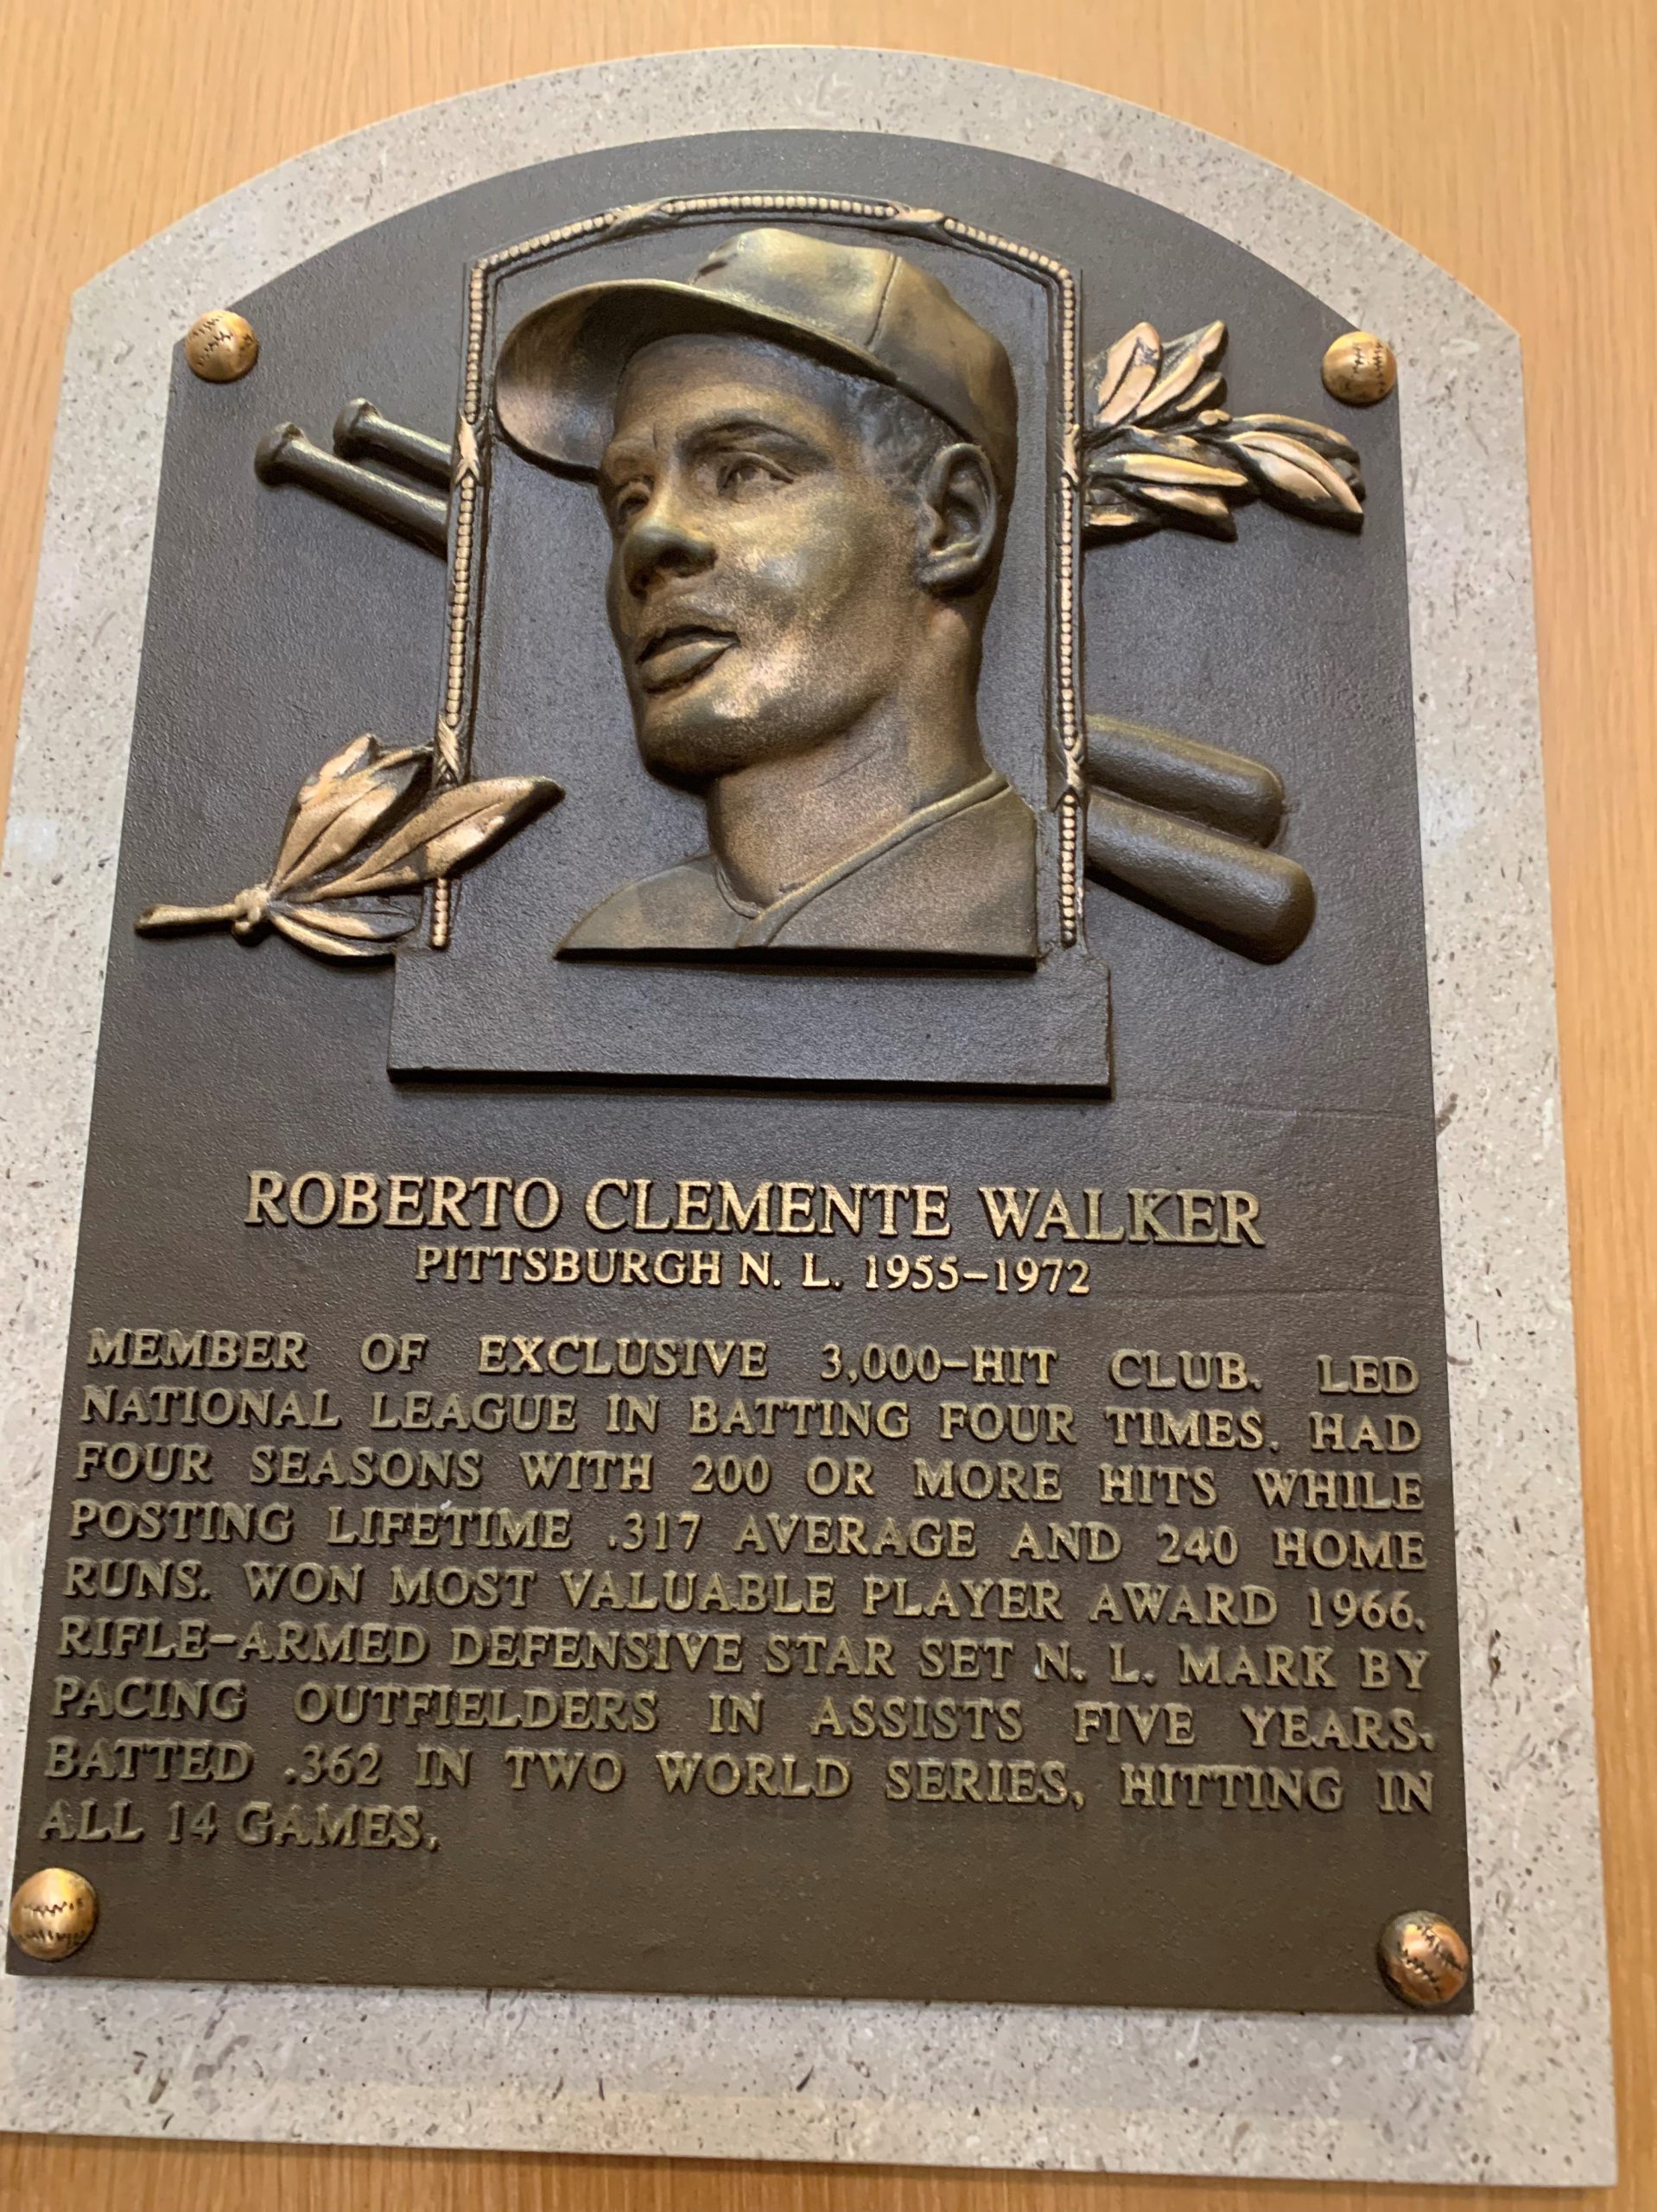 ROBERTO CLEMENTE WALKER
PITTSBURGH N. L. 1955-1972
MEMBER OF EXCLUSIVE 3,000-HIT CLUB. LED
NATIONAL LEAGUE IN BATTING FOUR TIMES. HAD
FOUR SEASONS WITH 200 OR MORE HITS WHILE
POSTING LIFETIME .317 AVERAGE AND 240 HOME
RUNS. WON MOST VALUABLE PLAYER AWARD 1966.
RIFLE-ARMED DEFENSIVE STAR SET N. L. MARK BY
PACING OUTFIELDERS IN ASSISTS FIVE YEARS.
BATTED .362 IN TWO WORLD SERIES, HITTING IN
ALL 14 GAMES.